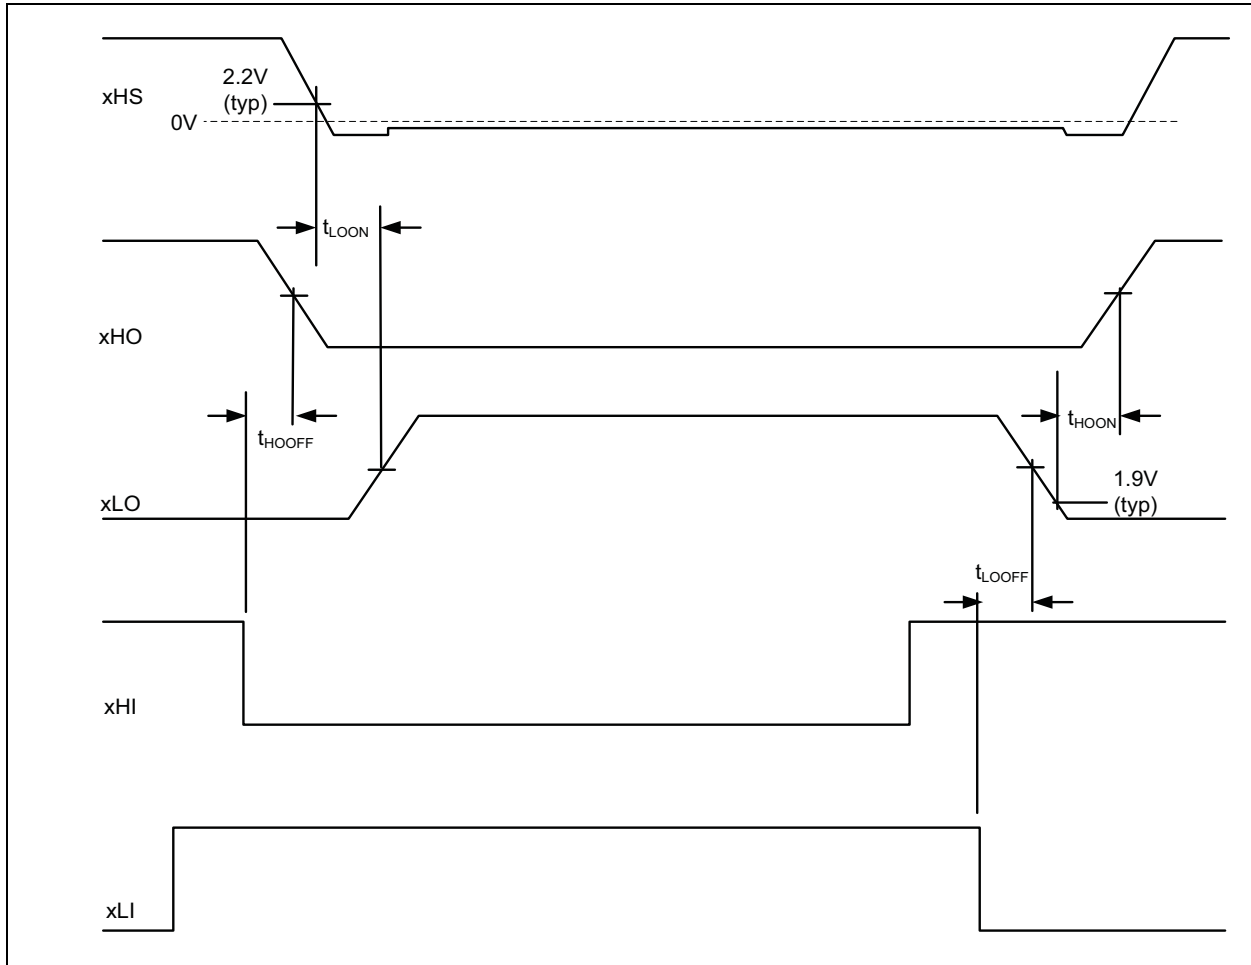 2.2V
(typ)
xHS
0V
tLOON
xHO
tHOOFF
tHOON
xLO
1.9V
(typ)
tLOOFF
xHI
xLI